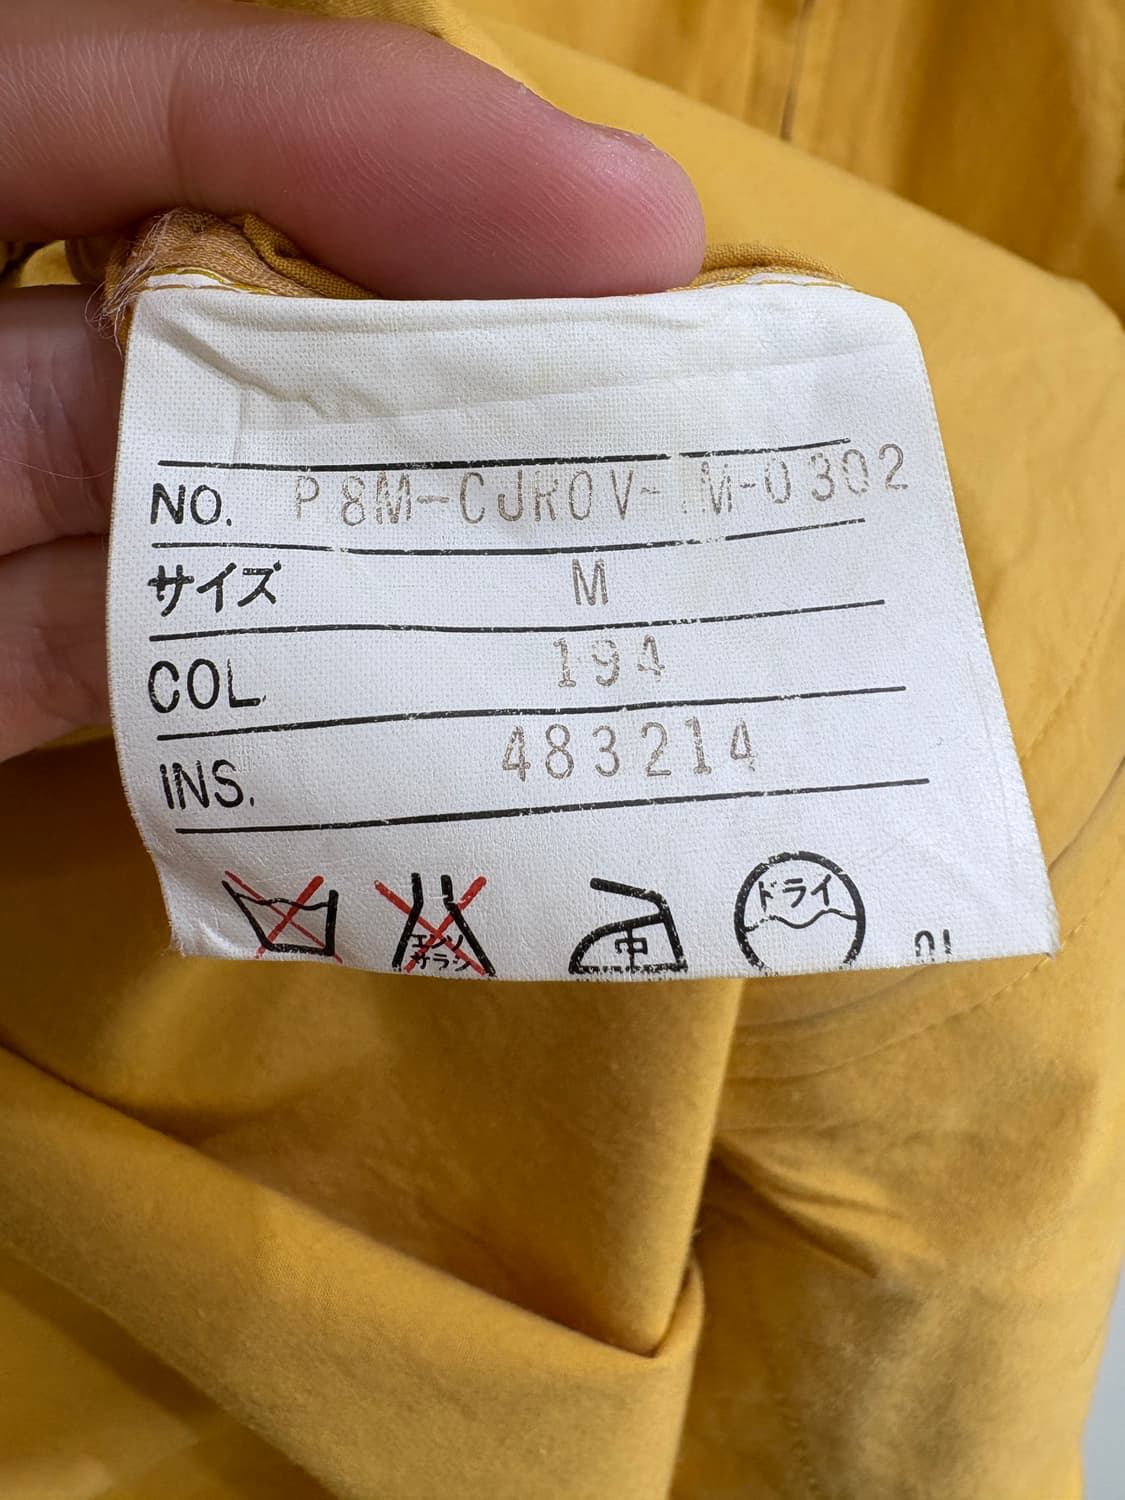 NO. P8M-CJROV- M-0302
サイズ M
COL. 194
INS. 483214
エンソ
サラシ
中
ドライ